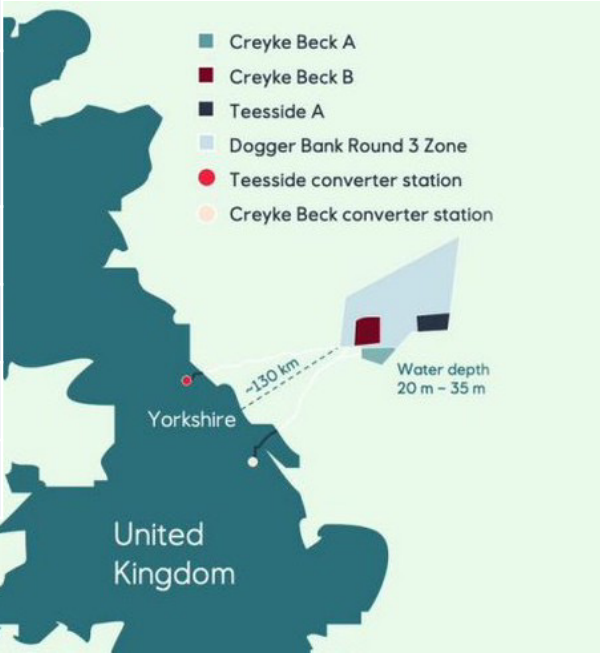 Creyke Beck A
Creyke Beck B
Teesside A
Dogger Bank Round 3 Zone
Teesside converter station
Creyke Beck converter station
~130 km
Water depth
20 m – 35 m
Yorkshire
United
Kingdom